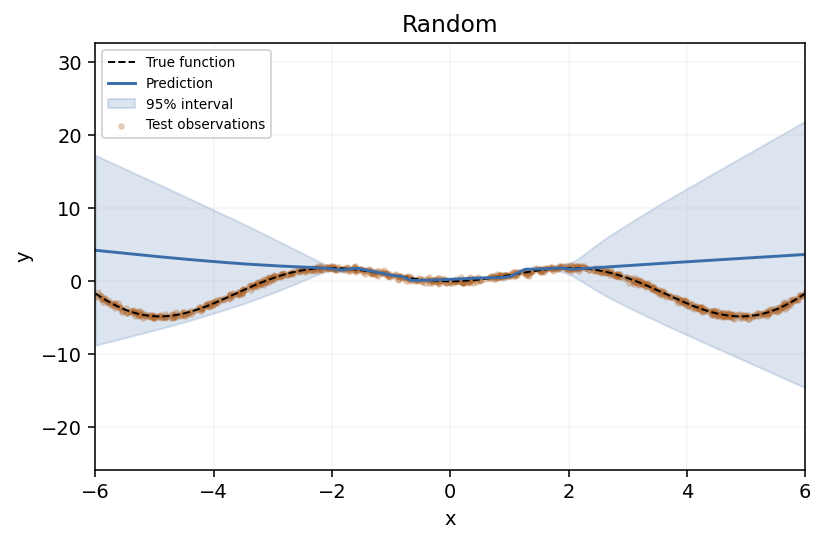 Random
True function
Prediction
95% interval
Test observations
30
20
10
0
−10
−20
y
−6
−4
−2
0
2
4
6
x